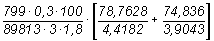 799·0,3·100 / 89813·3·1,8 · [ 78,7628 / 4,4182 + 74,836 / 3,9043 ]